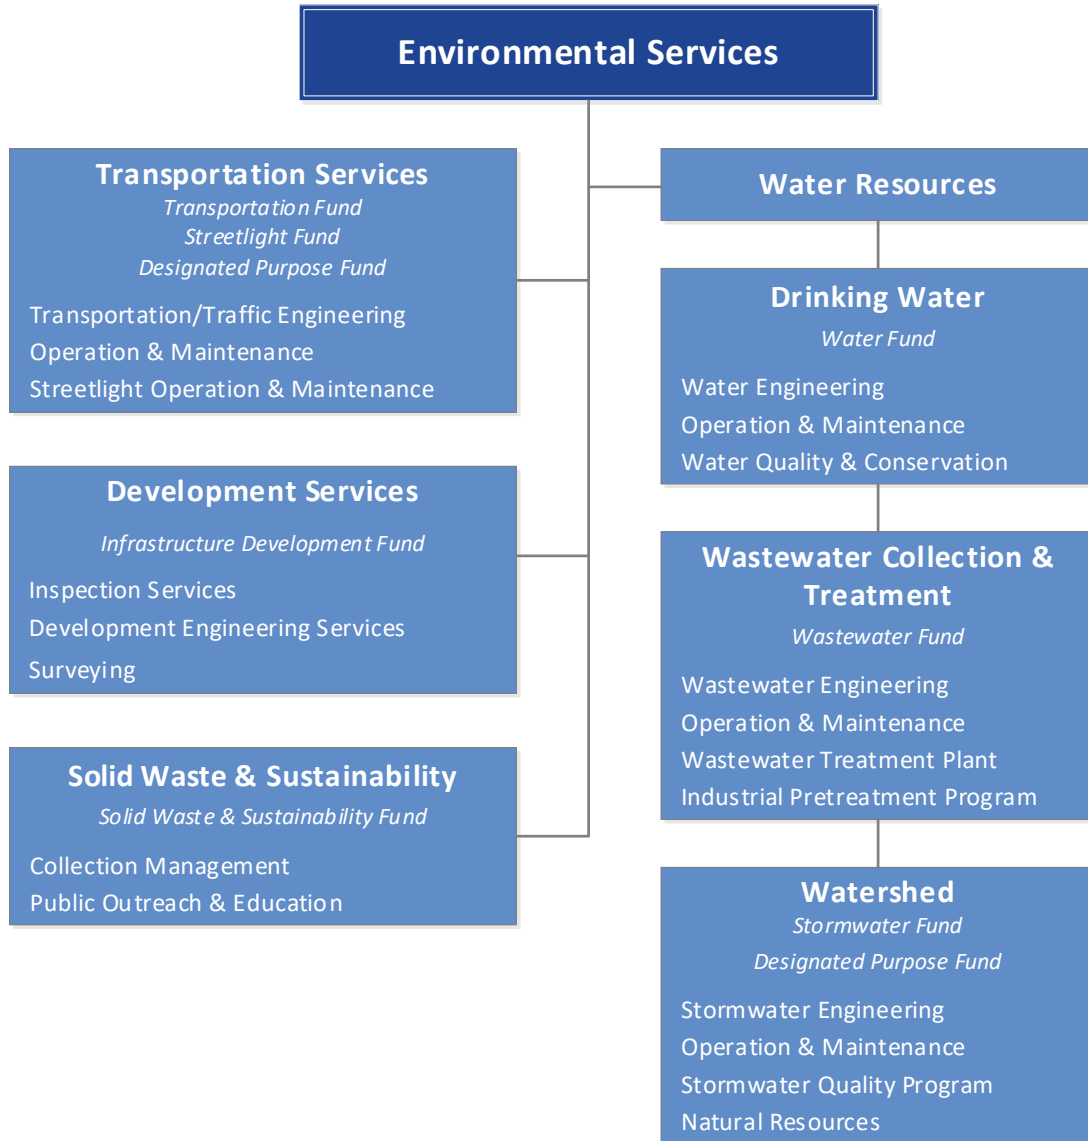 Environmental Services
Transportation Services
Transportation Fund
Streetlight Fund
Designated Purpose Fund
Transportation/Traffic Engineering
Operation & Maintenance
Streetlight Operation & Maintenance
Development Services
Infrastructure Development Fund
Inspection Services
Development Engineering Services
Surveying
Solid Waste & Sustainability
Solid Waste & Sustainability Fund
Collection Management
Public Outreach & Education
Water Resources
Drinking Water
Water Fund
Water Engineering
Operation & Maintenance
Water Quality & Conservation
Wastewater Collection &
Treatment
Wastewater Fund
Wastewater Engineering
Operation & Maintenance
Wastewater Treatment Plant
Industrial Pretreatment Program
Watershed
Stormwater Fund
Designated Purpose Fund
Stormwater Engineering
Operation & Maintenance
Stormwater Quality Program
Natural Resources